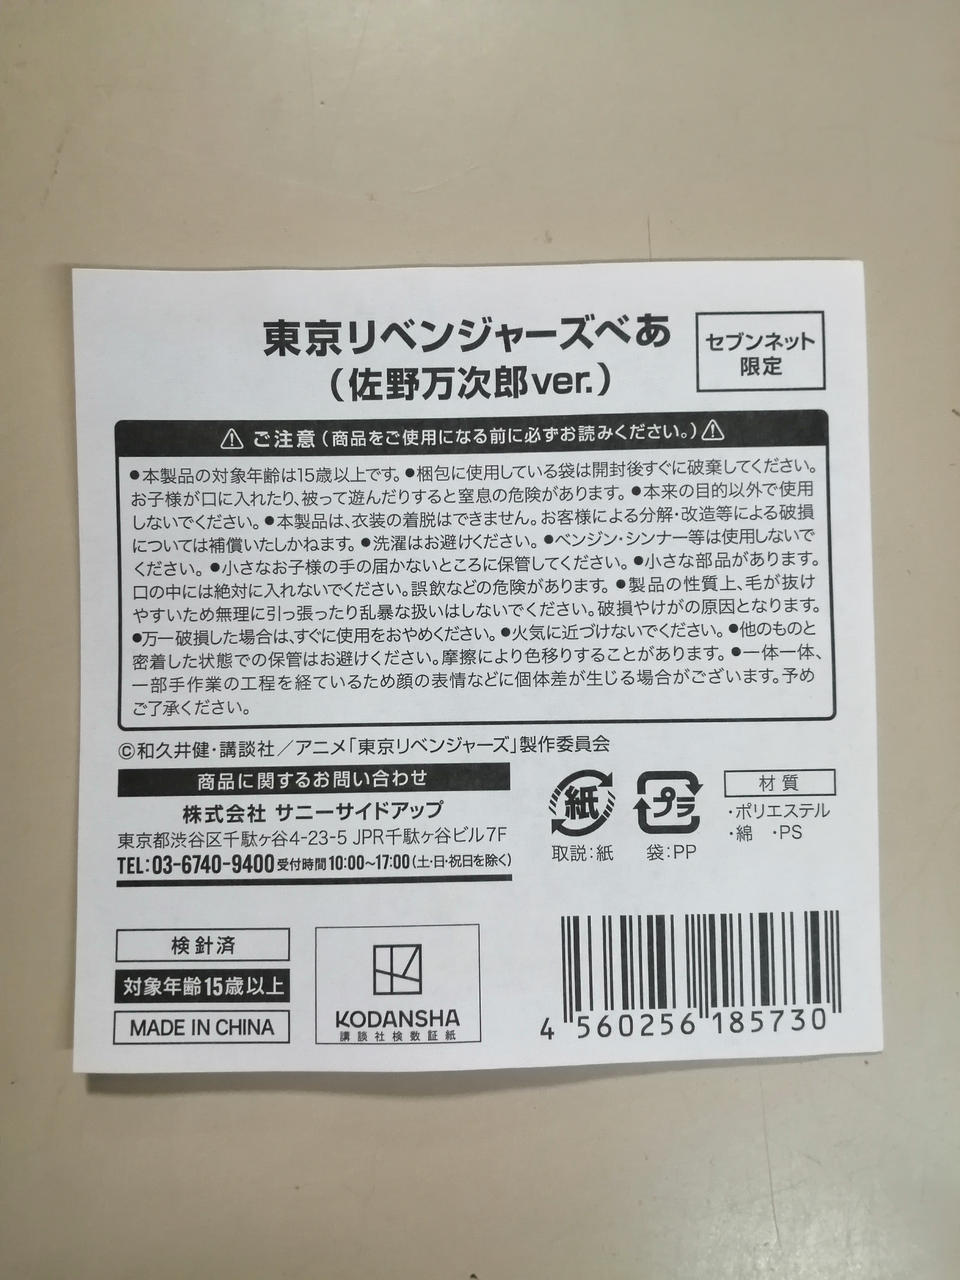 東京リベンジャーズべあ
（佐野万次郎ver.）
セブンネット
限定
⚠ご注意（商品をご使用になる前に必ずお読みください。）⚠
●本製品の対象年齢は15歳以上です。●梱包に使用している袋は開封後すぐに破棄してください。
お子様が口に入れたり、被って遊んだりすると窒息の危険があります。●本来の目的以外で使用
しないでください。●本製品は、衣装の着脱はできません。お客様による分解・改造等による破損
については補償いたしかねます。●洗濯はお避けください。●ベンジン・シンナー等は使用しないで
ください。●小さなお子様の手の届かないところに保管してください。●小さな部品があります。
口の中には絶対に入れないでください。誤飲などの危険があります。●製品の性質上、毛が抜け
やすいため無理に引っ張ったり乱暴な扱いはしないでください。破損やけがの原因となります。
●万一破損した場合は、すぐに使用をおやめください。●火気に近づけないでください。●他のものと
密着した状態での保管はお避けください。摩擦により色移りすることがあります。●一体一体、
一部手作業の工程を経ているため顔の表情などに個体差が生じる場合がございます。予め
ご了承ください。
©和久井健・講談社／アニメ「東京リベンジャーズ」製作委員会
商品に関するお問い合わせ
株式会社 サニーサイドアップ
東京都渋谷区千駄ヶ谷4-23-5 JPR千駄ヶ谷ビル7F
TEL:03-6740-9400 受付時間10:00〜17:00（土・日・祝日を除く）
紙
取説：紙
プラ
袋：PP
材質
・ポリエステル
・綿 ・PS
検針済
対象年齢15歳以上
MADE IN CHINA
KODANSHA
講談社検数証紙
4 560256 185730